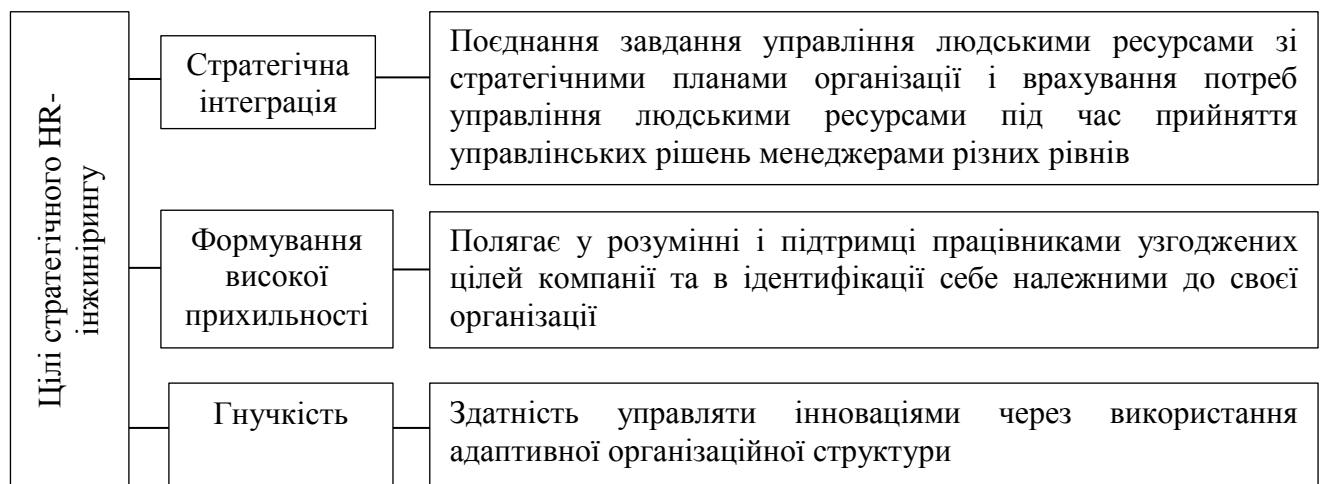 Цілі стратегічного HR-
інжинірингу
Стратегічна
інтеграція
Поєднання завдання управління людськими ресурсами зі
стратегічними планами організації і врахування потреб
управління людськими ресурсами під час прийняття
управлінських рішень менеджерами різних рівнів
Формування
високої
прихильності
Полягає у розумінні і підтримці працівниками узгоджених
цілей компанії та в ідентифікації себе належними до своєї
організації
Гнучкість
Здатність управляти інноваціями через використання
адаптивної організаційної структури